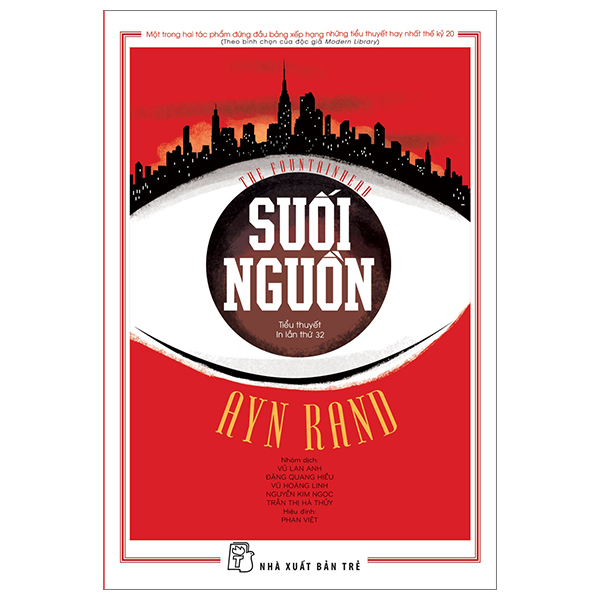 Một trong hai tác phẩm đứng đầu bảng xếp hạng những tiểu thuyết hay nhất thế kỷ 20
(Theo bình chọn của độc giả Modern Library)
THE FOUNTAINHEAD
SUỐI
NGUỒN
Tiểu thuyết
In lần thứ 32
AYN RAND
Nhóm dịch:
VŨ LAN ANH
ĐẶNG QUANG HIẾU
VŨ HOÀNG LINH
NGUYỄN KIM NGỌC
TRẦN THỊ HÀ THỦY
Hiệu đính:
PHAN VIỆT
NHÀ XUẤT BẢN TRẺ